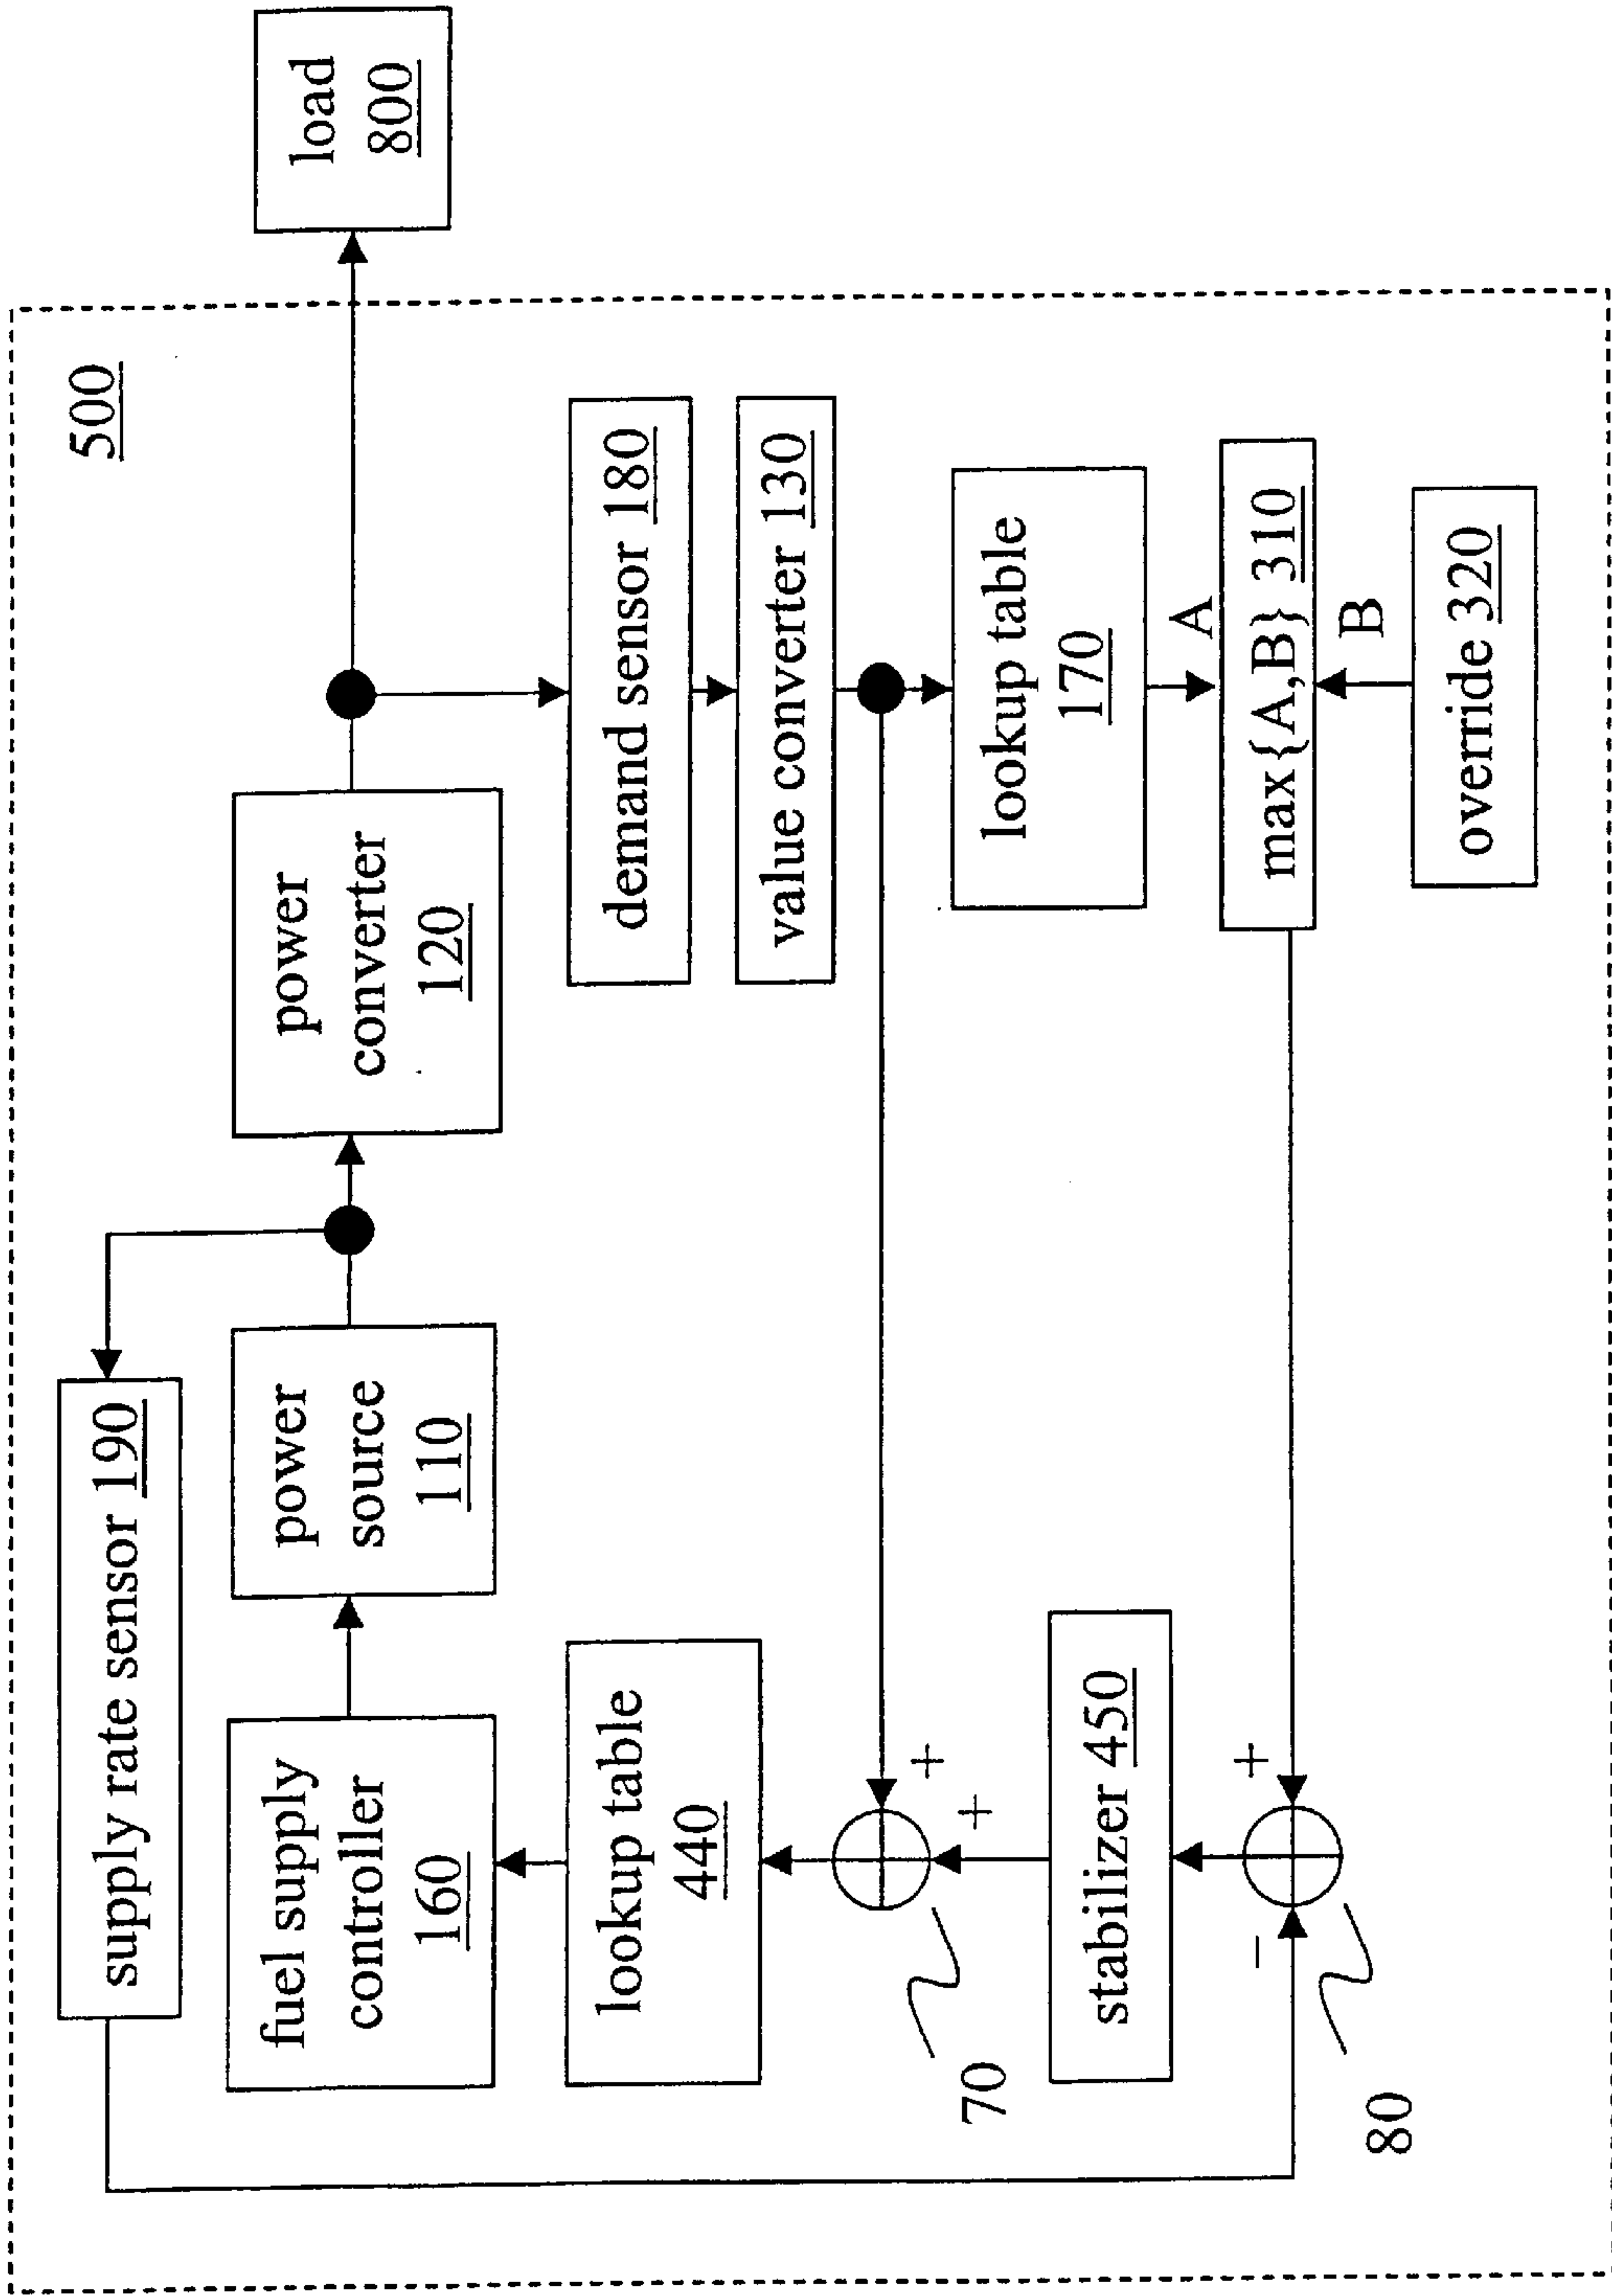 500
supply rate sensor 190
fuel supply
controller
160
power
source
110
power
converter
120
load
800
lookup table
440
demand sensor 180
value converter 130
+
+
70
lookup table
170
A
stabilizer 450
max{A,B} 310
+
−
80
B
override 320